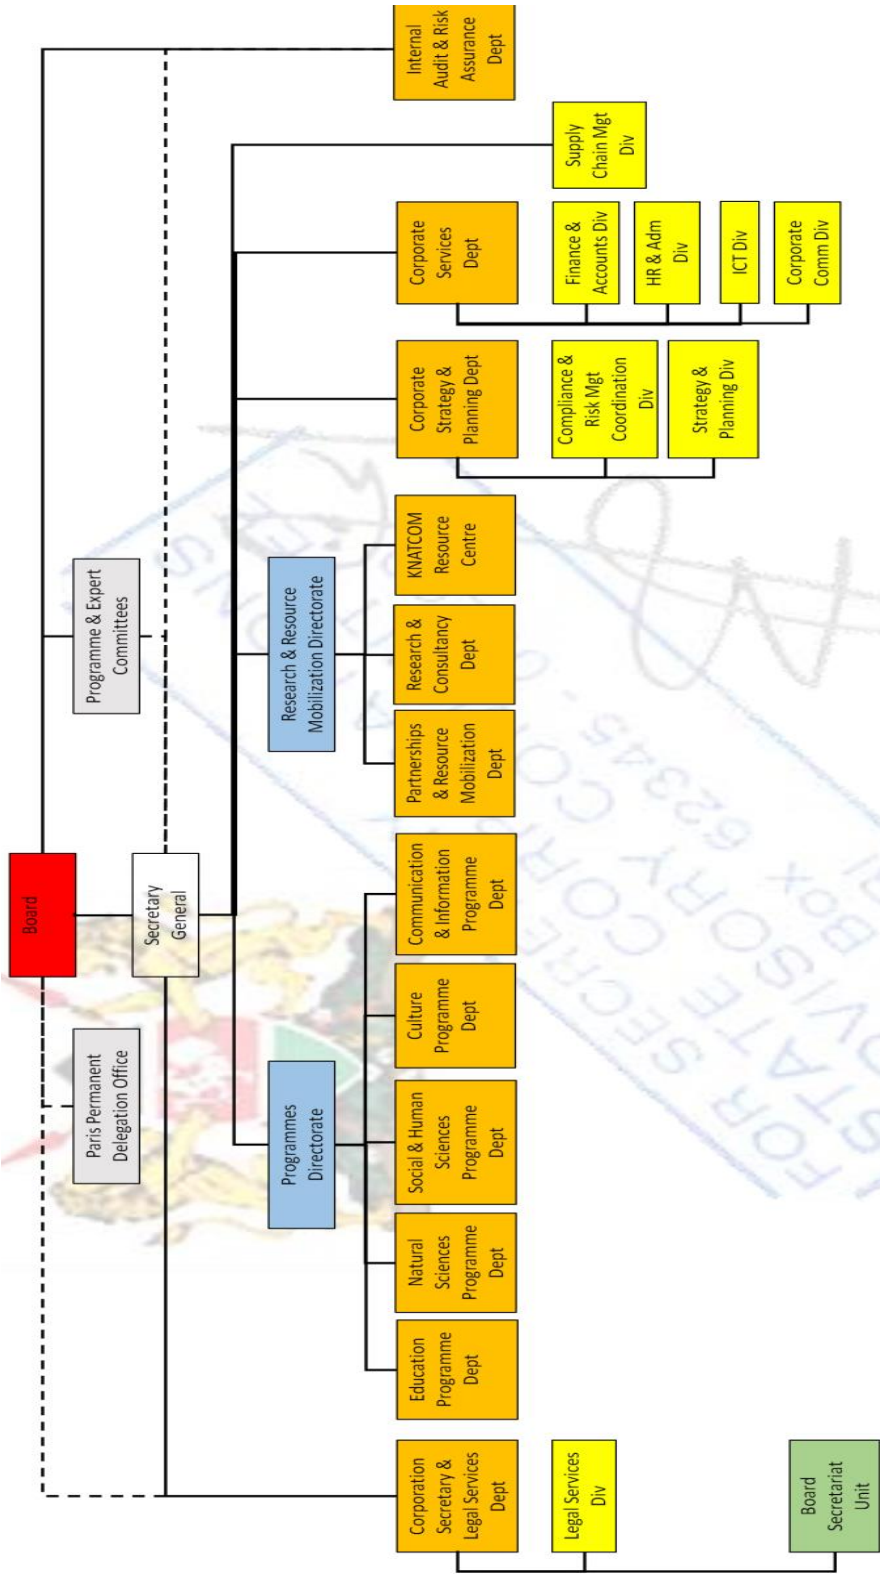 Board
Paris Permanent
Delegation Office
Programme & Expert
Committees
Secretary
General
Programmes
Directorate
Research & Resource
Mobilization Directorate
Corporation
Secretary &
Legal Services
Dept
Education
Programme
Dept
Natural
Sciences
Programme
Dept
Social & Human
Sciences
Programme
Dept
Culture
Programme
Dept
Communication
& Information
Programme
Dept
Partnerships
& Resource
Mobilization
Dept
Research &
Consultancy
Dept
KNATCOM
Resource
Centre
Corporate
Strategy &
Planning Dept
Corporate
Services
Dept
Internal
Audit & Risk
Assurance
Dept
Legal Services
Div
Compliance &
Risk Mgt
Coordination
Div
Finance &
Accounts Div
Supply
Chain Mgt
Div
HR & Adm
Div
Strategy &
Planning Div
ICT Div
Corporate
Comm Div
Board
Secretariat
Unit
FOR
62345